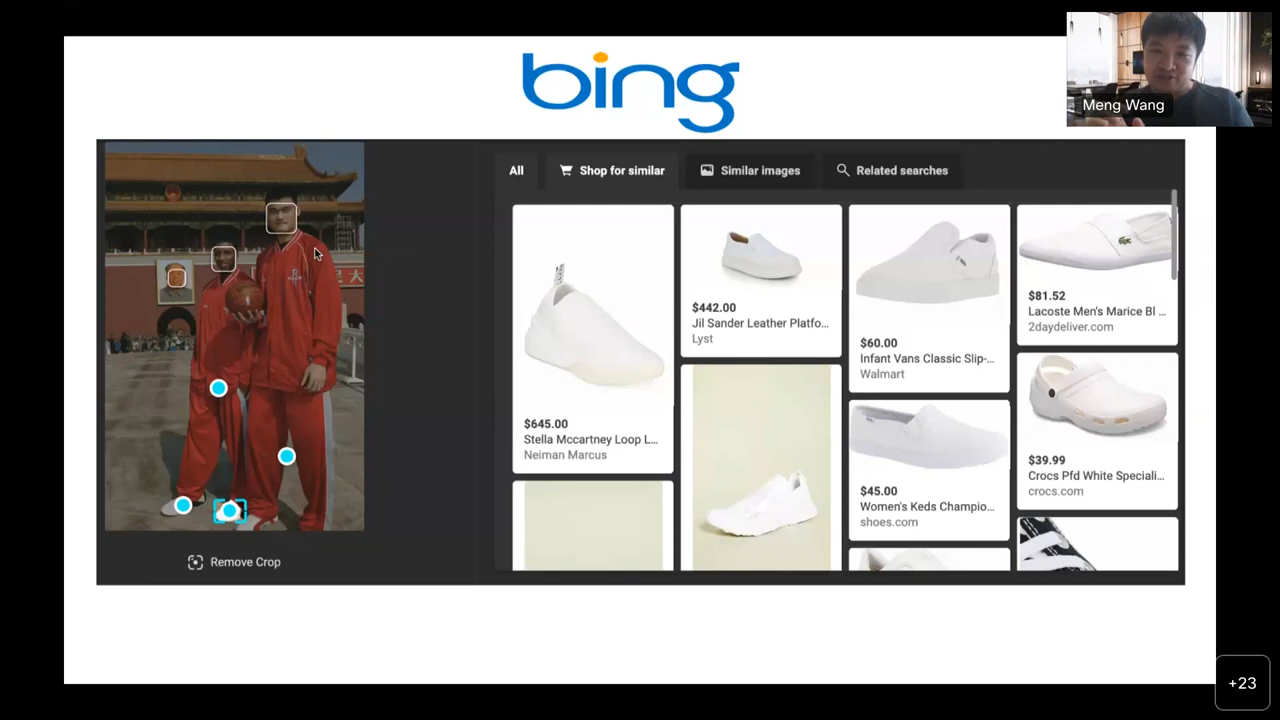 bing
Meng Wang
All
Shop for similar
Similar images
Related searches
$645.00
Stella Mccartney Loop L...
Neiman Marcus
$442.00
Jil Sander Leather Platfo...
Lyst
$60.00
Infant Vans Classic Slip-...
Walmart
$45.00
Women's Keds Champio...
shoes.com
$81.52
Lacoste Men's Marice Bl ...
2daydeliver.com
$39.99
Crocs Pfd White Speciali...
crocs.com
Remove Crop
+23